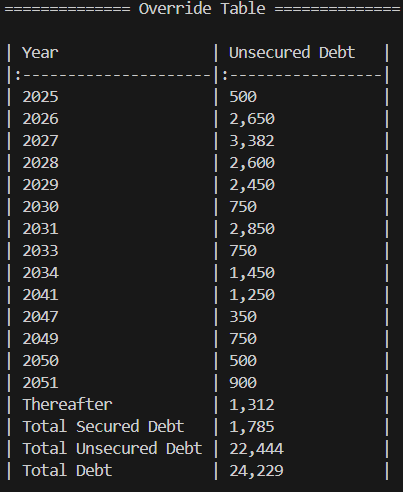 ============== Override Table ==============
| Year | Unsecured Debt |
|:---------------------|:-----------------|
| 2025 | 500 |
| 2026 | 2,650 |
| 2027 | 3,382 |
| 2028 | 2,600 |
| 2029 | 2,450 |
| 2030 | 750 |
| 2031 | 2,850 |
| 2033 | 750 |
| 2034 | 1,450 |
| 2041 | 1,250 |
| 2047 | 350 |
| 2049 | 750 |
| 2050 | 500 |
| 2051 | 900 |
| Thereafter | 1,312 |
| Total Secured Debt | 1,785 |
| Total Unsecured Debt | 22,444 |
| Total Debt | 24,229 |